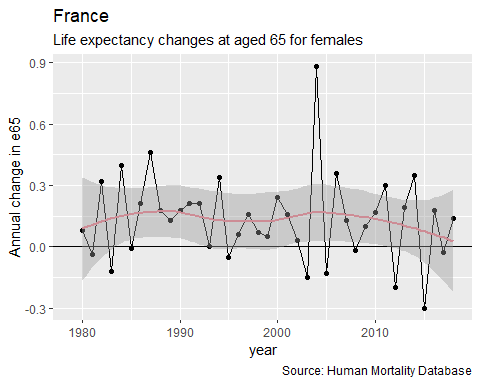 France
Life expectancy changes at aged 65 for females
Annual change in e65
0.9
0.6
0.3
0.0
-0.3
1980 1990 2000 2010
year
Source: Human Mortality Database